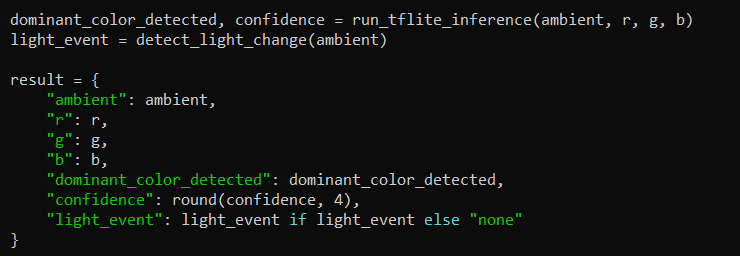 dominant_color_detected, confidence = run_tflite_inference(ambient, r, g, b)
light_event = detect_light_change(ambient)

result = {
    "ambient": ambient,
    "r": r,
    "g": g,
    "b": b,
    "dominant_color_detected": dominant_color_detected,
    "confidence": round(confidence, 4),
    "light_event": light_event if light_event else "none"
}